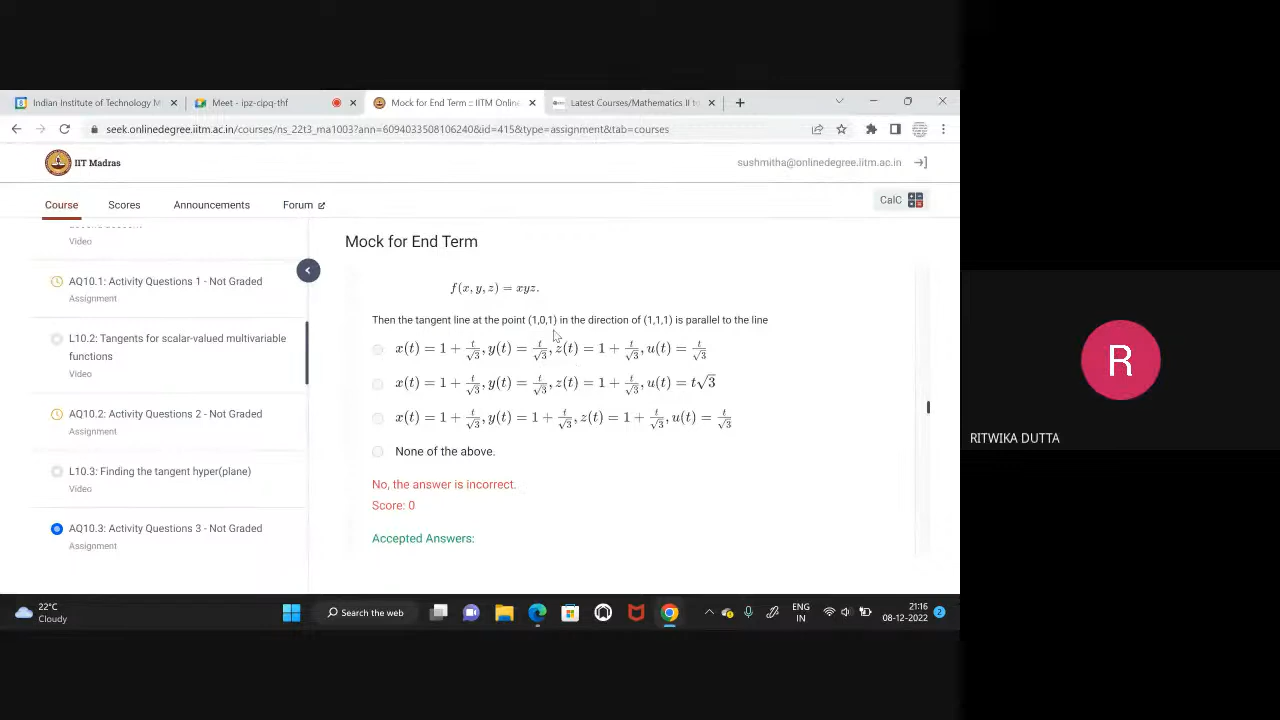 Indian Institute of Technology M
Meet - ipz-cipq-thf
Mock for End Term :: IITM Online
Latest Courses/Mathematics II to
seek.onlinedegree.iitm.ac.in/courses/ns_22t3_ma1003?ann=6094033508106240&id=415&type=assignment&tab=courses
IIT Madras
sushmitha@onlinedegree.iitm.ac.in
Course
Scores
Announcements
Forum
CalC
Video
AQ10.1: Activity Questions 1 - Not Graded
Assignment
L10.2: Tangents for scalar-valued multivariable
functions
Video
AQ10.2: Activity Questions 2 - Not Graded
Assignment
L10.3: Finding the tangent hyper(plane)
Video
AQ10.3: Activity Questions 3 - Not Graded
Assignment
Mock for End Term
f(x, y, z) = xyz.
Then the tangent line at the point (1,0,1) in the direction of (1,1,1) is parallel to the line
x(t) = 1 + t/√3, y(t) = t/√3, z(t) = 1 + t/√3, u(t) = t/√3
x(t) = 1 + t/√3, y(t) = t/√3, z(t) = 1 + t/√3, u(t) = t√3
x(t) = 1 + t/√3, y(t) = 1 + t/√3, z(t) = 1 + t/√3, u(t) = t/√3
None of the above.
No, the answer is incorrect.
Score: 0
Accepted Answers:
R
RITWIKA DUTTA
22°C
Cloudy
Search the web
ENG
IN
21:16
08-12-2022
2